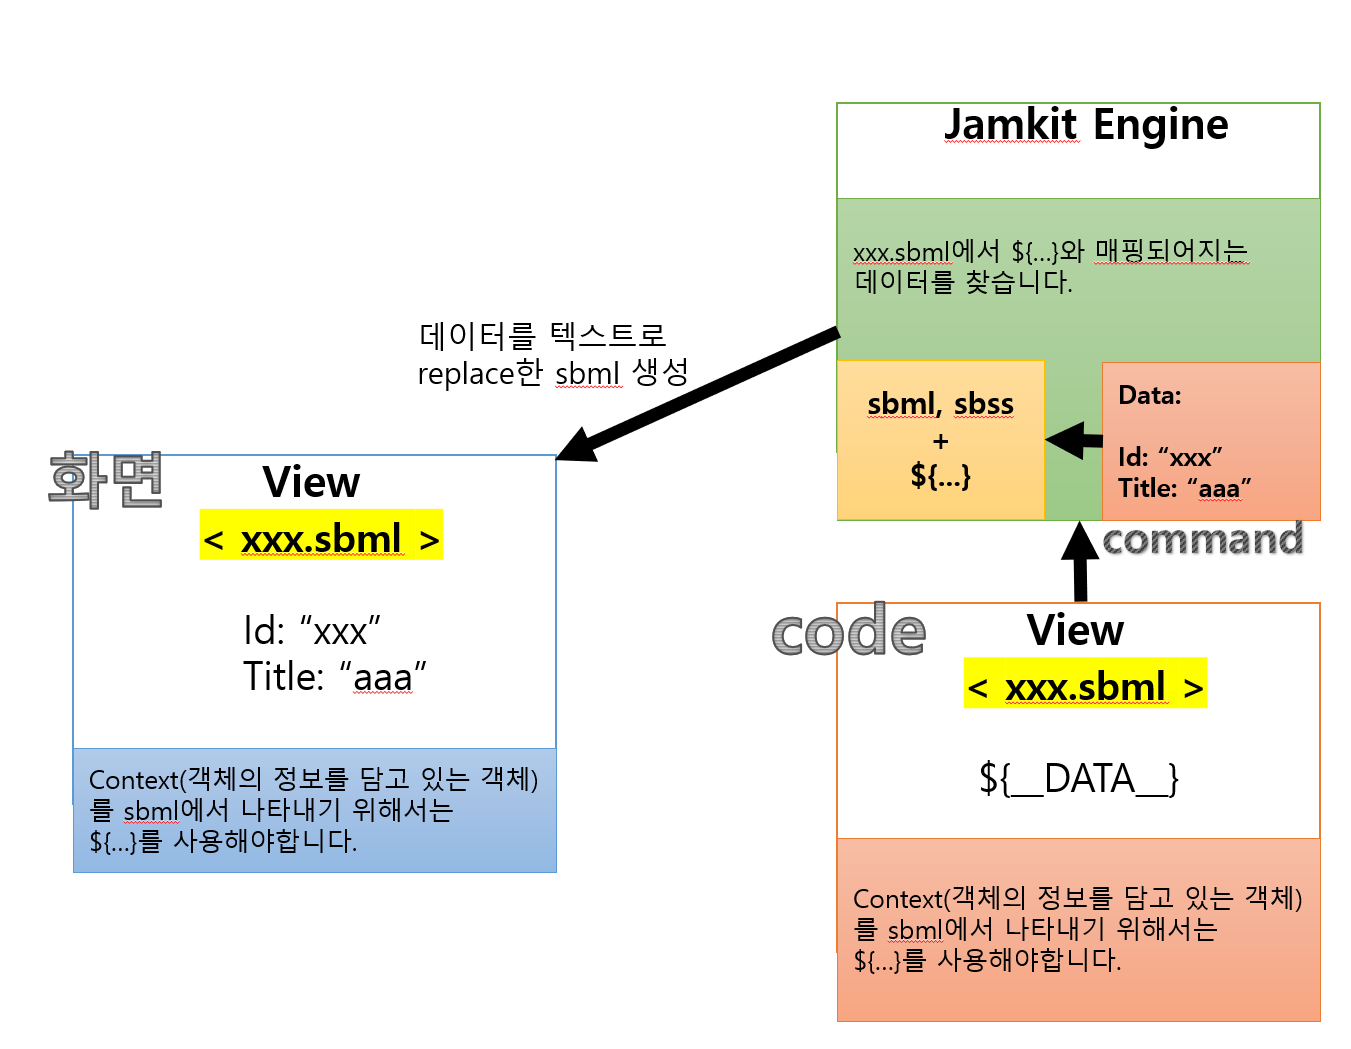 Jamkit Engine
xxx.sbml에서 ${...}와 매핑되어지는
데이터를 찾습니다.
sbml, sbss
+
${...}
Data:
Id: “xxx”
Title: “aaa”
command
데이터를 텍스트로
replace한 sbml 생성
화면
View
< xxx.sbml >
Id: “xxx”
Title: “aaa”
Context(객체의 정보를 담고 있는 객체)
를 sbml에서 나타내기 위해서는
${...}를 사용해야합니다.
code
View
< xxx.sbml >
${__DATA__}
Context(객체의 정보를 담고 있는 객체)
를 sbml에서 나타내기 위해서는
${...}를 사용해야합니다.